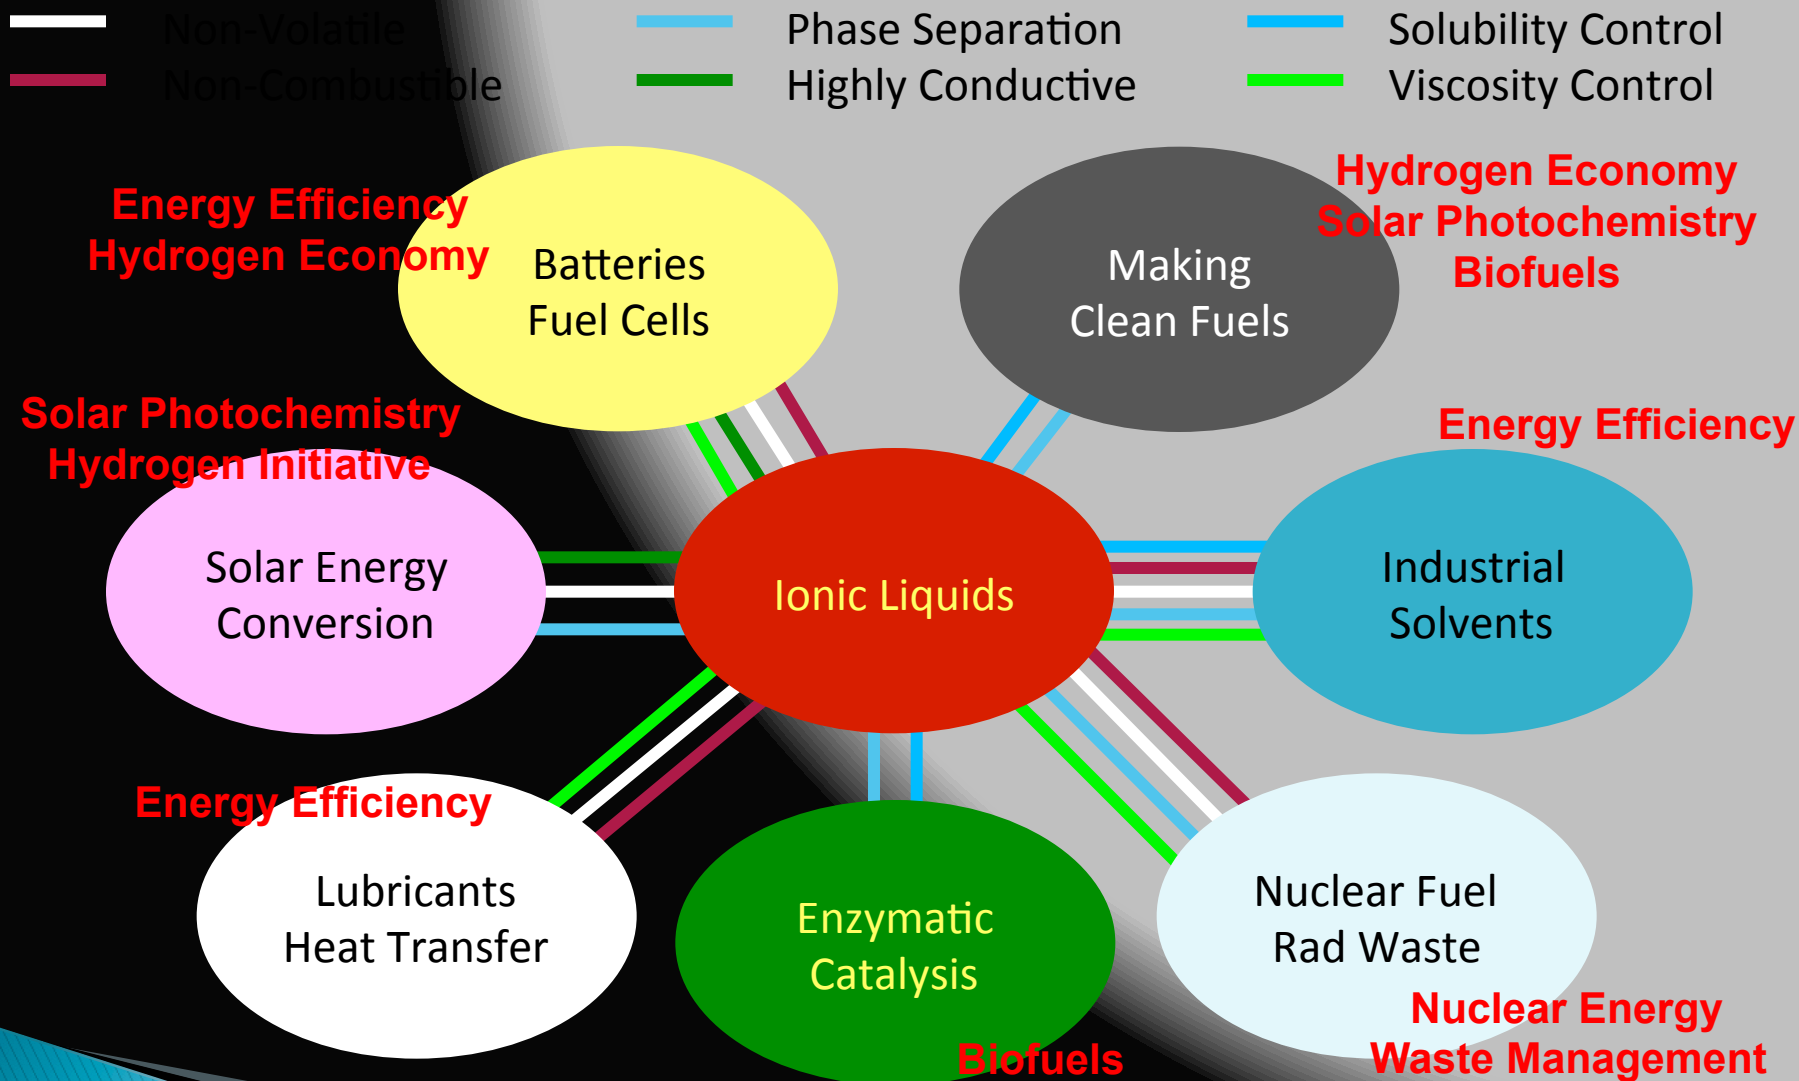 Non-Volatile
Phase Separation
Solubility Control
Non-Combustible
Highly Conductive
Viscosity Control
Energy Efficiency
Hydrogen Economy
Batteries
Fuel Cells
Making
Clean Fuels
Hydrogen Economy
Solar Photochemistry
Biofuels
Solar Photochemistry
Hydrogen Initiative
Energy Efficiency
Solar Energy
Conversion
Ionic Liquids
Industrial
Solvents
Energy Efficiency
Lubricants
Heat Transfer
Enzymatic
Catalysis
Biofuels
Nuclear Fuel
Rad Waste
Nuclear Energy
Waste Management